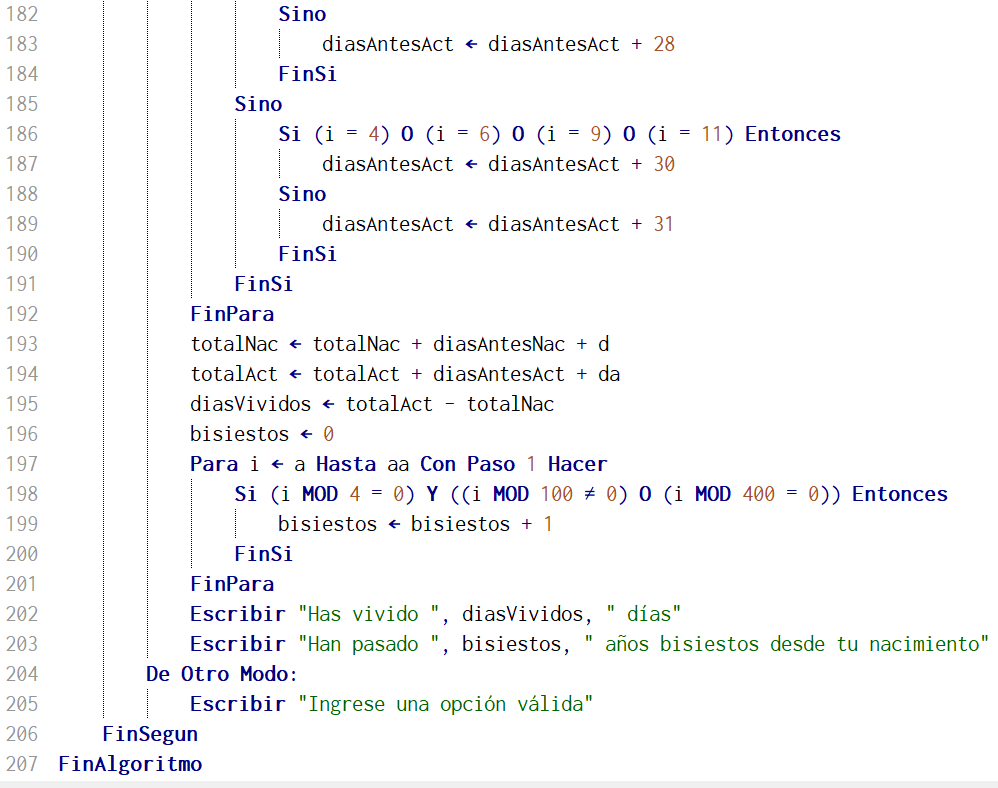 182 Sino
183 diasAntesAct ← diasAntesAct + 28
184 FinSi
185 Sino
186 Si (i = 4) O (i = 6) O (i = 9) O (i = 11) Entonces
187 diasAntesAct ← diasAntesAct + 30
188 Sino
189 diasAntesAct ← diasAntesAct + 31
190 FinSi
191 FinSi
192 FinPara
193 totalNac ← totalNac + diasAntesNac + d
194 totalAct ← totalAct + diasAntesAct + da
195 diasVividos ← totalAct - totalNac
196 bisiestos ← 0
197 Para i ← a Hasta aa Con Paso 1 Hacer
198 Si (i MOD 4 = 0) Y ((i MOD 100 ≠ 0) O (i MOD 400 = 0)) Entonces
199 bisiestos ← bisiestos + 1
200 FinSi
201 FinPara
202 Escribir "Has vivido ", diasVividos, " días"
203 Escribir "Han pasado ", bisiestos, " años bisiestos desde tu nacimiento"
204 De Otro Modo:
205 Escribir "Ingrese una opción válida"
206 FinSegun
207 FinAlgoritmo